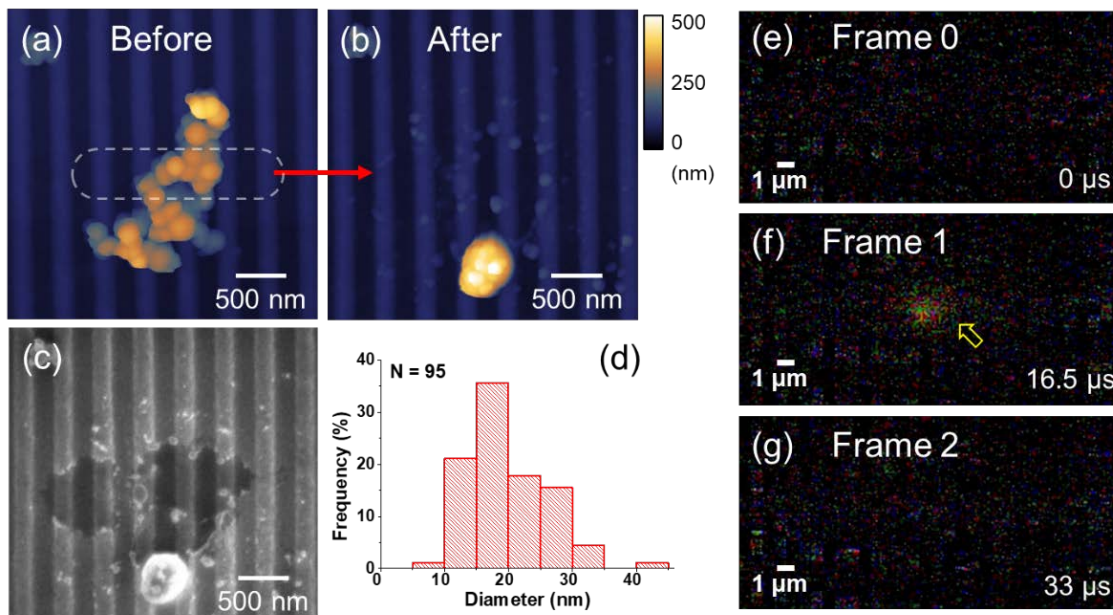 (a) Before
500 nm
(b) After
500 nm
500
250
0
(nm)
(c)
500 nm
(d)
N = 95
Frequency (%)
40
30
20
10
0
0 10 20 30 40
Diameter (nm)
(e) Frame 0
1 μm
0 μs
(f) Frame 1
1 μm
16.5 μs
(g) Frame 2
1 μm
33 μs